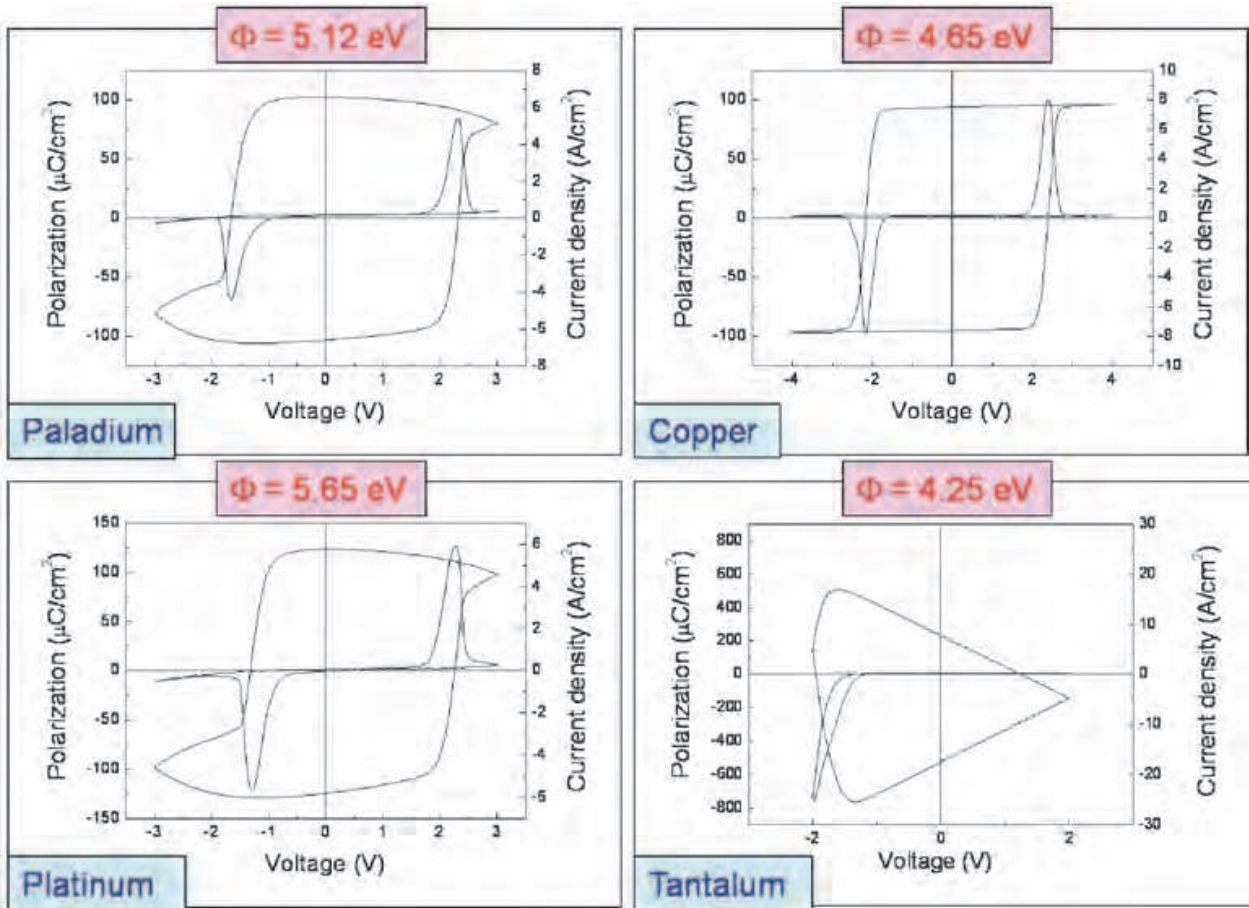 Φ = 5.12 eV
Polarization (μC/cm²)
100
50
0
-50
-100
8
6
4
2
0
-2
-4
-6
-8
Current density (A/cm²)
-3 -2 -1 0 1 2 3
Voltage (V)
Paladium
Φ = 4.65 eV
Polarization (μC/cm²)
100
50
0
-50
-100
10
8
6
4
2
0
-2
-4
-6
-8
-10
Current density (A/cm²)
-4 -2 0 2 4
Voltage (V)
Copper
Φ = 5.65 eV
Polarization (μC/cm²)
150
100
50
0
-50
-100
-150
6
4
2
0
-2
-4
-6
Current density (A/cm²)
-3 -2 -1 0 1 2 3
Voltage (V)
Platinum
Φ = 4.25 eV
Polarization (μC/cm²)
800
600
400
200
0
-200
-400
-600
-800
30
20
10
0
-10
-20
-30
Current density (A/cm²)
-2 0 2
Voltage (V)
Tantalum